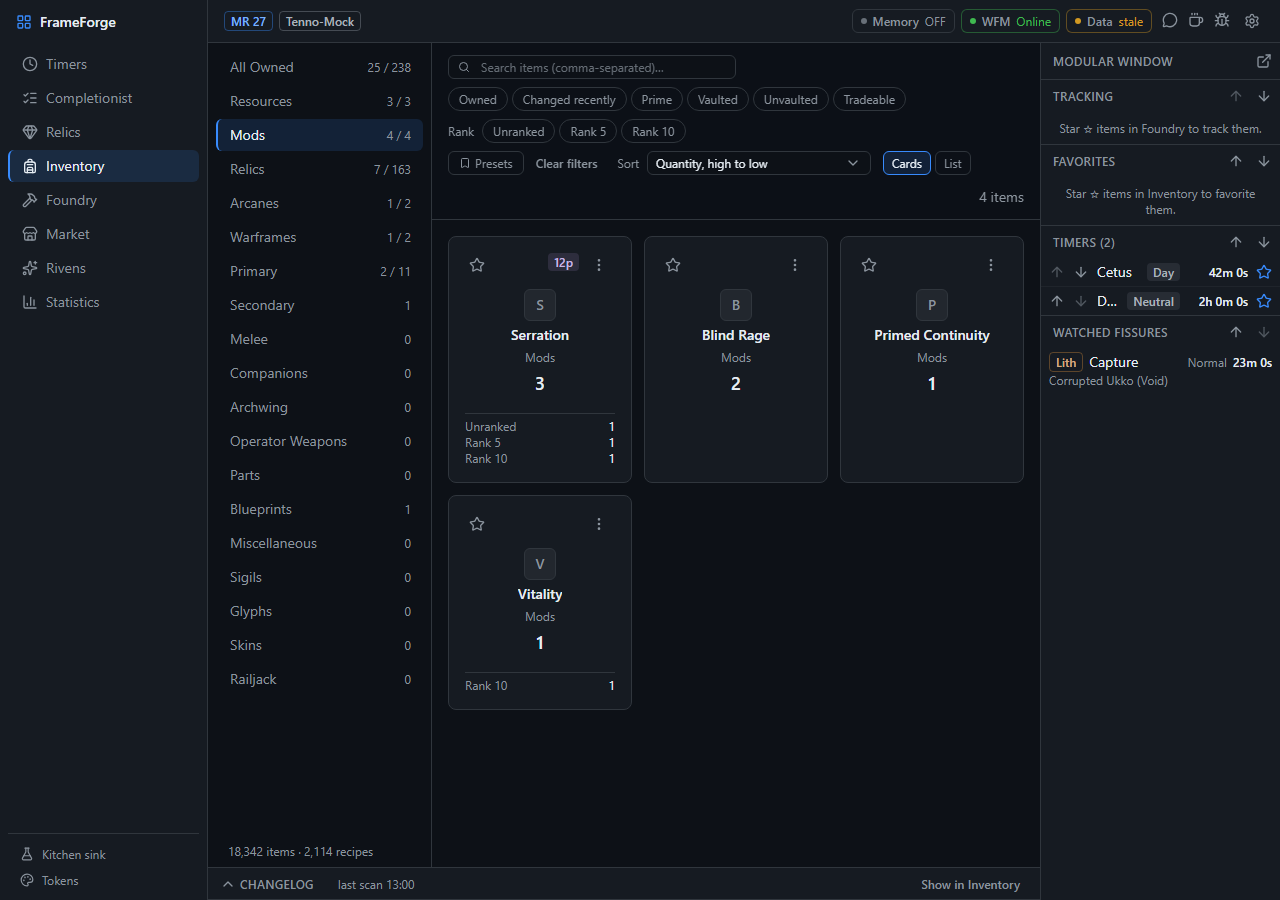 FrameForge
Timers
Completionist
Relics
Inventory
Foundry
Market
Rivens
Statistics
Kitchen sink
Tokens
MR 27
Tenno-Mock
Memory OFF
WFM Online
Data stale
All Owned 25 / 238
Resources 3 / 3
Mods 4 / 4
Relics 7 / 163
Arcanes 1 / 2
Warframes 1 / 2
Primary 2 / 11
Secondary 1
Melee 0
Companions 0
Archwing 0
Operator Weapons 0
Parts 0
Blueprints 1
Miscellaneous 0
Sigils 0
Glyphs 0
Skins 0
Railjack 0
18,342 items · 2,114 recipes
Search items (comma-separated)...
Owned Changed recently Prime Vaulted Unvaulted Tradeable
Rank Unranked Rank 5 Rank 10
Presets Clear filters Sort Quantity, high to low Cards List
4 items
12p
S
Serration
Mods
3
Unranked 1
Rank 5 1
Rank 10 1
B
Blind Rage
Mods
2
P
Primed Continuity
Mods
1
V
Vitality
Mods
1
Rank 10 1
CHANGELOG last scan 13:00 Show in Inventory
MODULAR WINDOW
TRACKING
Star ☆ items in Foundry to track them.
FAVORITES
Star ☆ items in Inventory to favorite
them.
TIMERS (2)
Cetus Day 42m 0s
D... Neutral 2h 0m 0s
WATCHED FISSURES
Lith Capture Normal 23m 0s
Corrupted Ukko (Void)